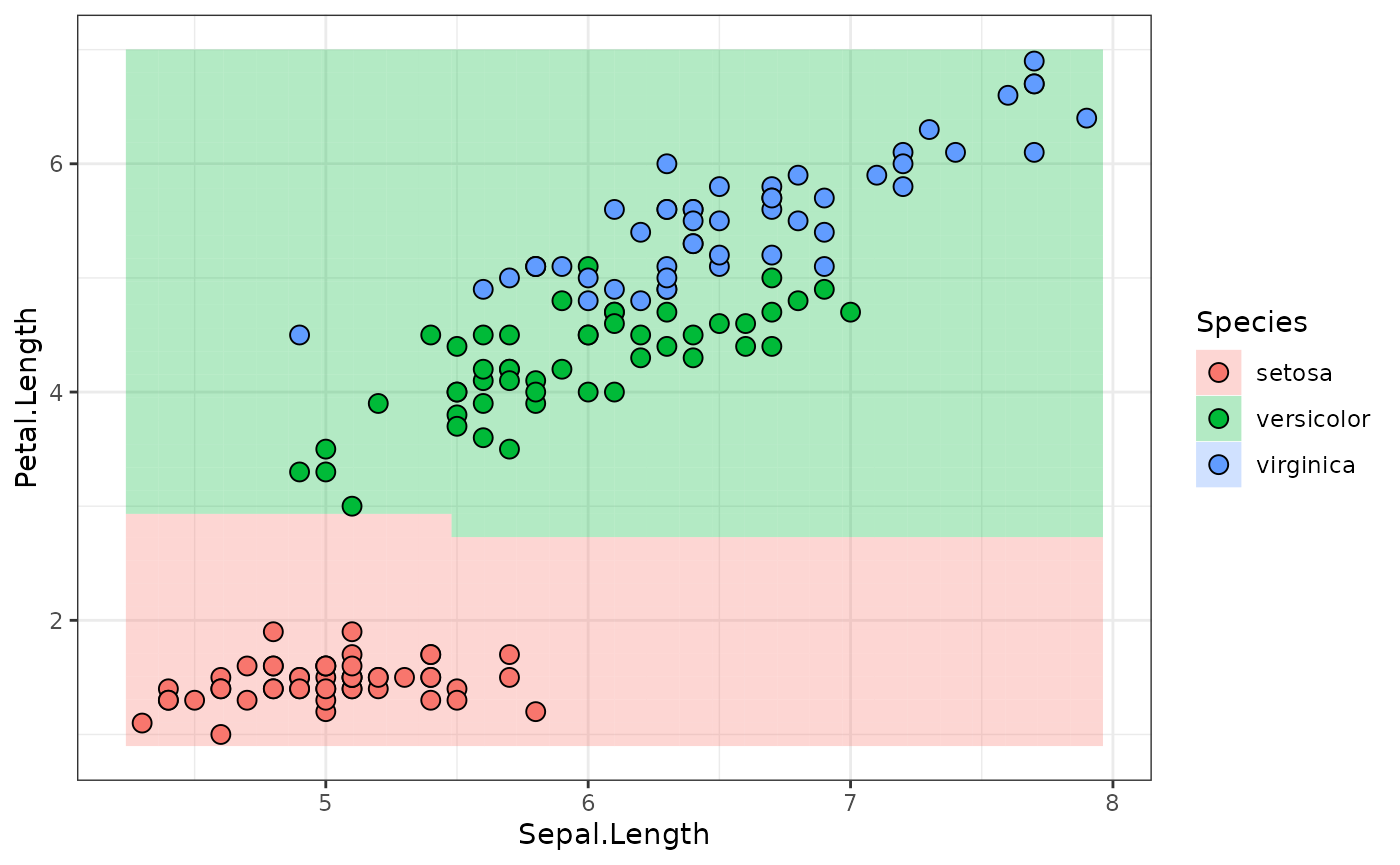 6
4
2
Petal.Length
5 6 7 8
Sepal.Length
Species
setosa
versicolor
virginica